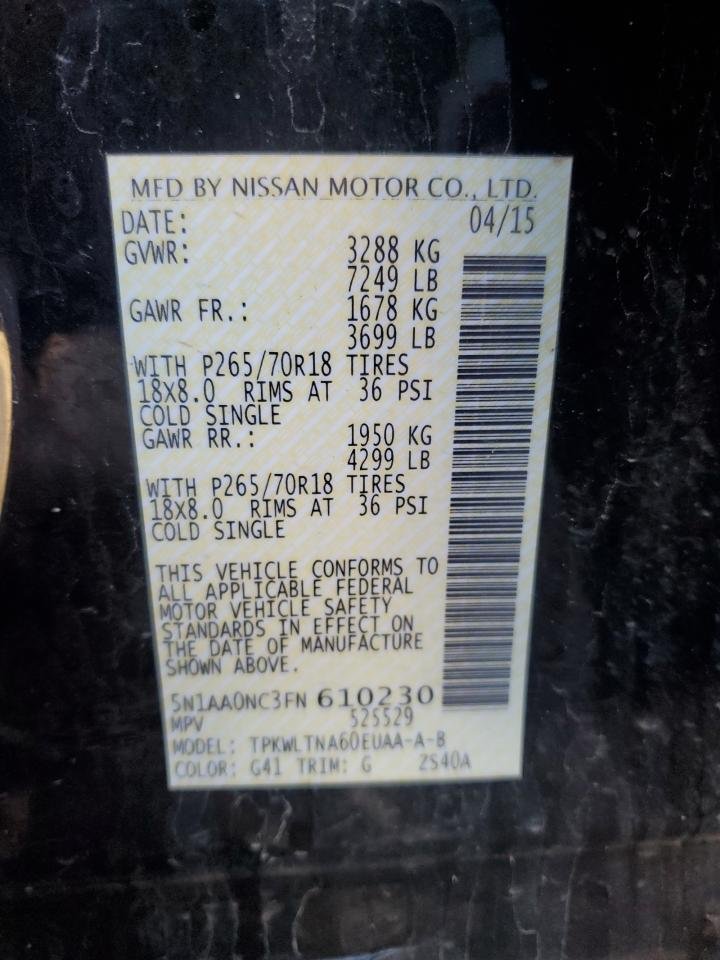 MFD BY NISSAN MOTOR CO., LTD.
DATE: 04/15
GVWR: 3288 KG
7249 LB
GAWR FR.: 1678 KG
3699 LB
WITH P265/70R18 TIRES
18X8.0 RIMS AT 36 PSI
COLD SINGLE
GAWR RR.: 1950 KG
4299 LB
WITH P265/70R18 TIRES
18X8.0 RIMS AT 36 PSI
COLD SINGLE
THIS VEHICLE CONFORMS TO
ALL APPLICABLE FEDERAL
MOTOR VEHICLE SAFETY
STANDARDS IN EFFECT ON
THE DATE OF MANUFACTURE
SHOWN ABOVE.
5N1AA0NC3FN 610230
MPV 525529
MODEL: TPKWLTNA60EUAA-A-B
COLOR: G41 TRIM: G ZS40A